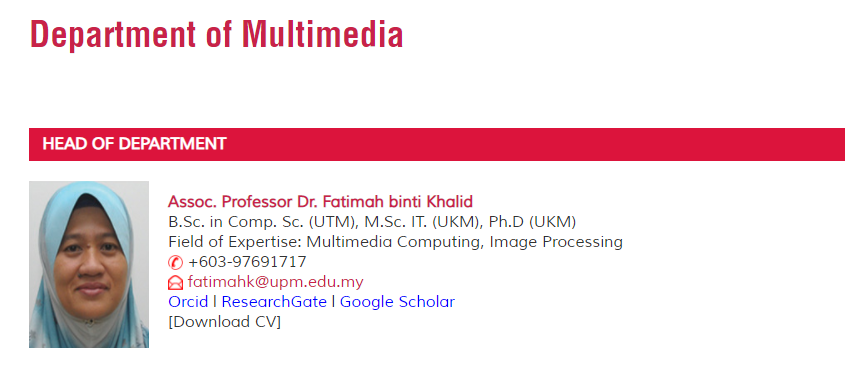 Department of Multimedia
HEAD OF DEPARTMENT
Assoc. Professor Dr. Fatimah binti Khalid
B.Sc. in Comp. Sc. (UTM), M.Sc. IT. (UKM), Ph.D (UKM)
Field of Expertise: Multimedia Computing, Image Processing
+603-97691717
fatimahk@upm.edu.my
Orcid l ResearchGate l Google Scholar
[Download CV]